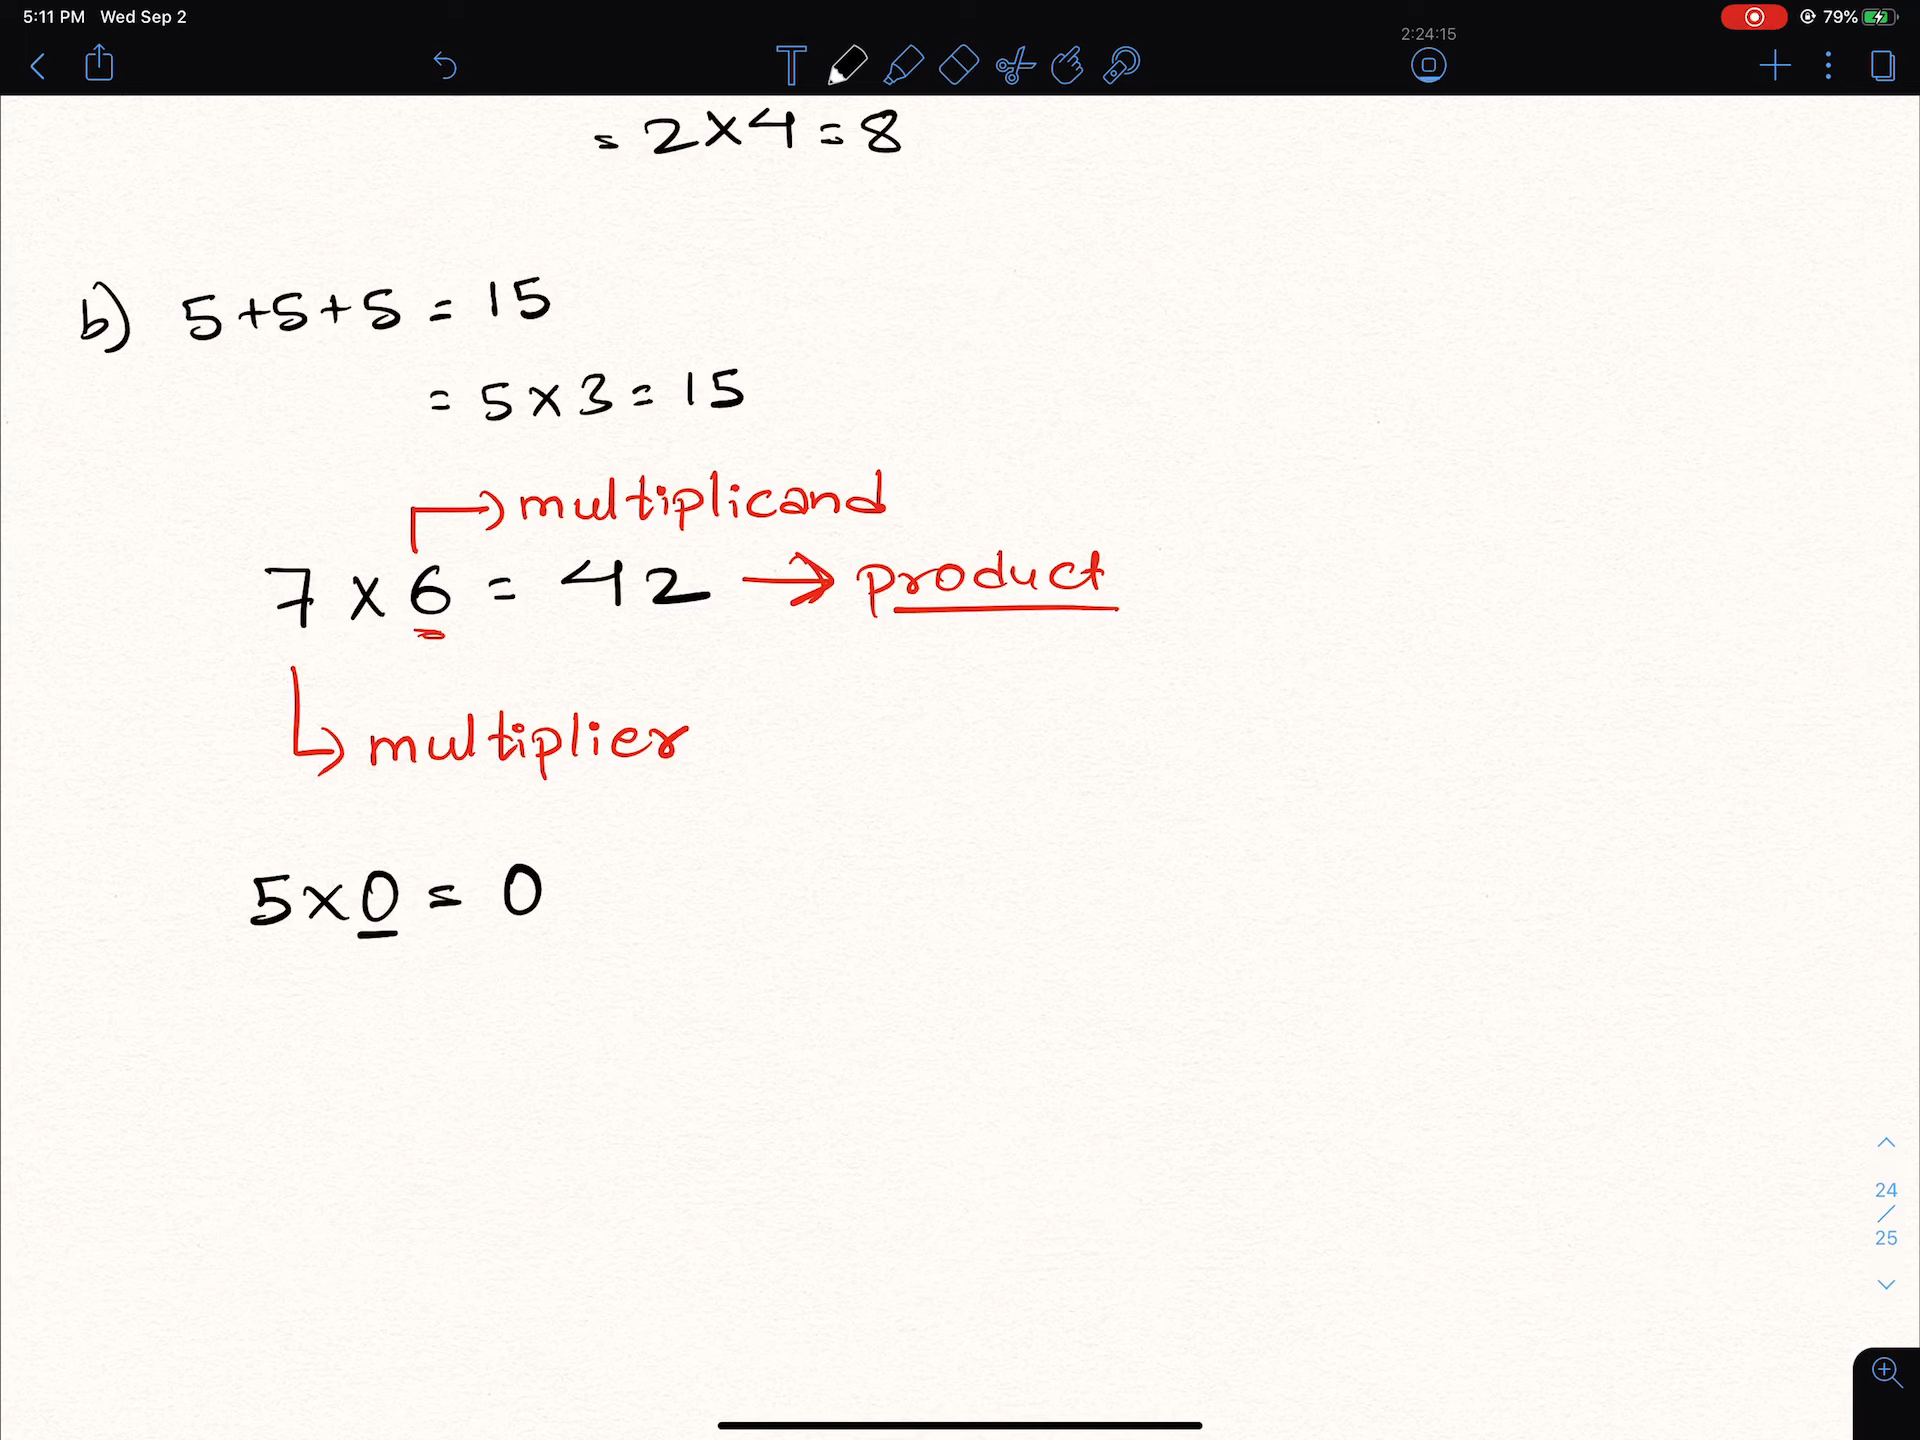 5:11 PM Wed Sep 2
79%
2:24:15
= 2 × 4 = 8
b) 5 + 5 + 5 = 15
= 5 × 3 = 15
multiplicand
7 × 6 = 42 → product
multiplier
5 × 0 = 0
24
/
25